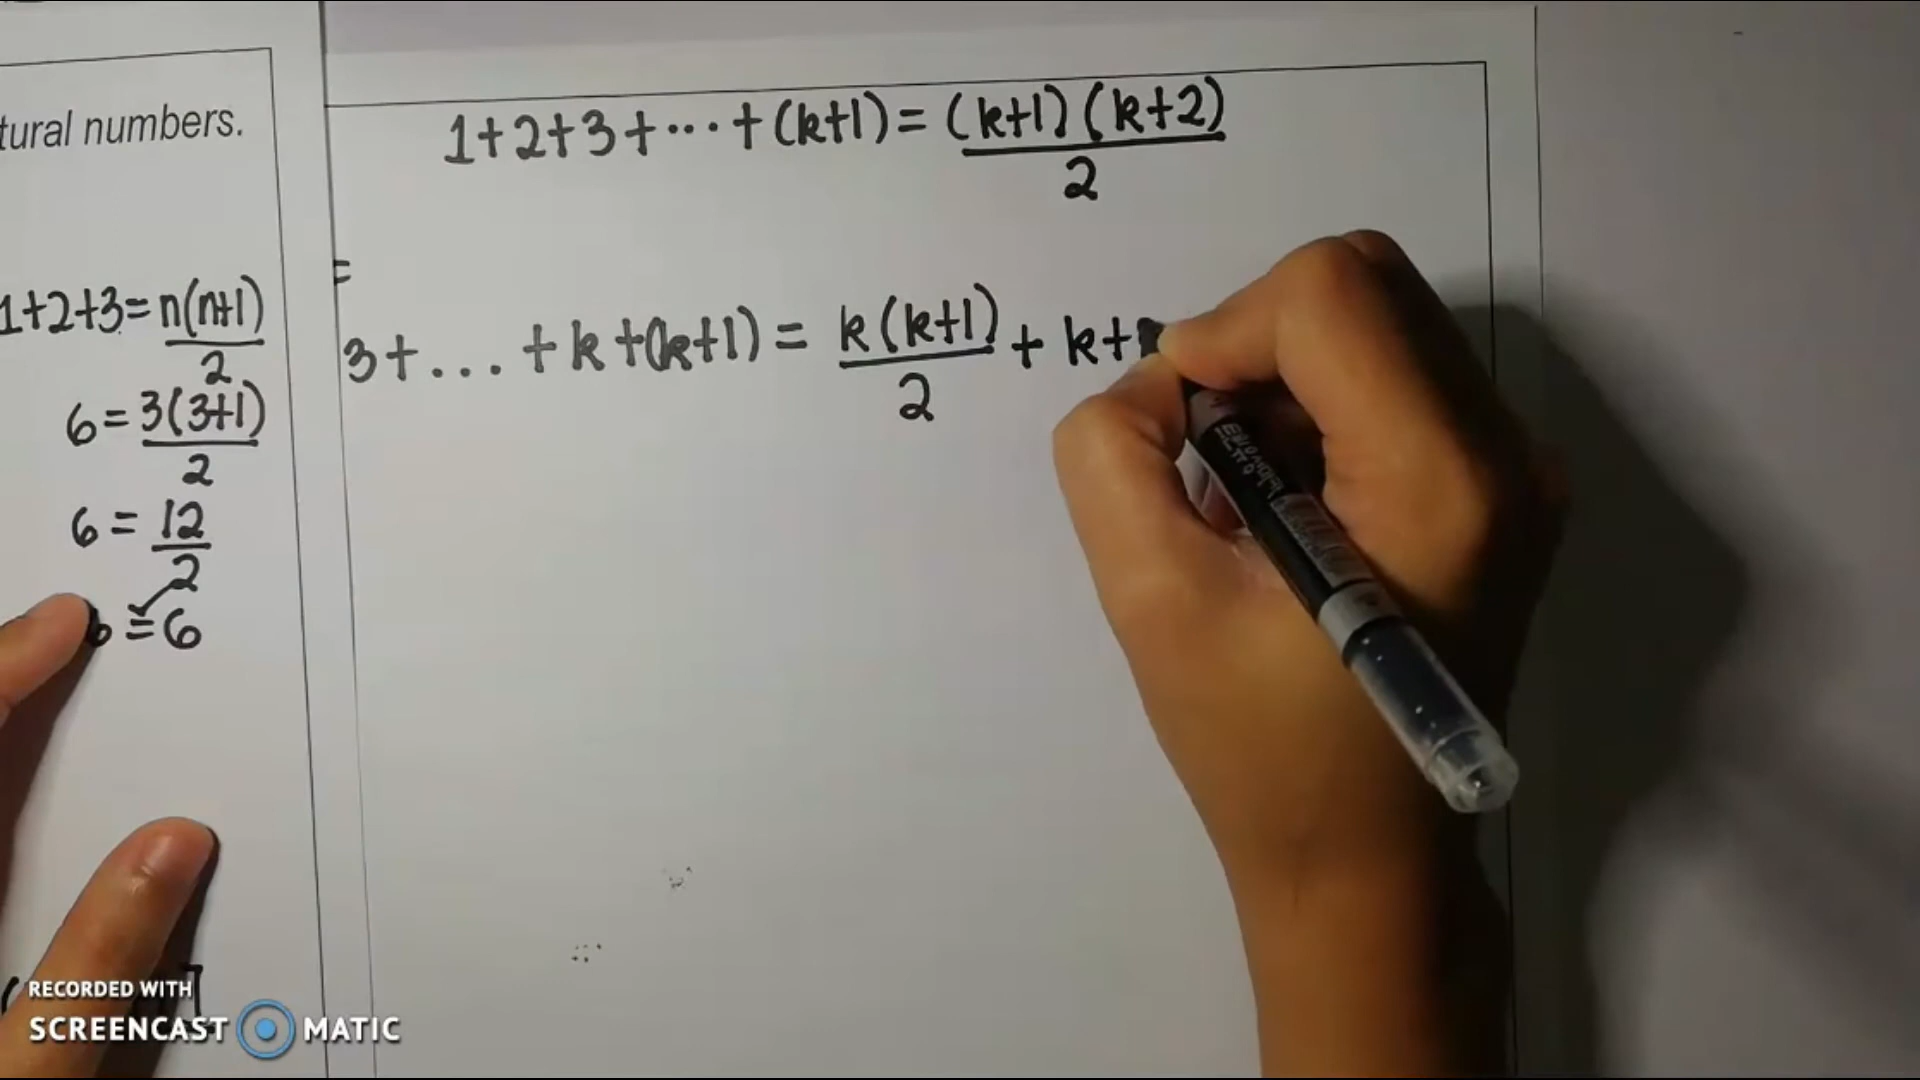 tural numbers.
1+2+3= n(n+1)/2
6= 3(3+1)/2
6 = 12/2
6 = 6
1+2+3+...+(k+1)= (k+1)(k+2)/2
=
3+...+k+(k+1)= k(k+1)/2 + k+
RECORDED WITH
SCREENCAST MATIC